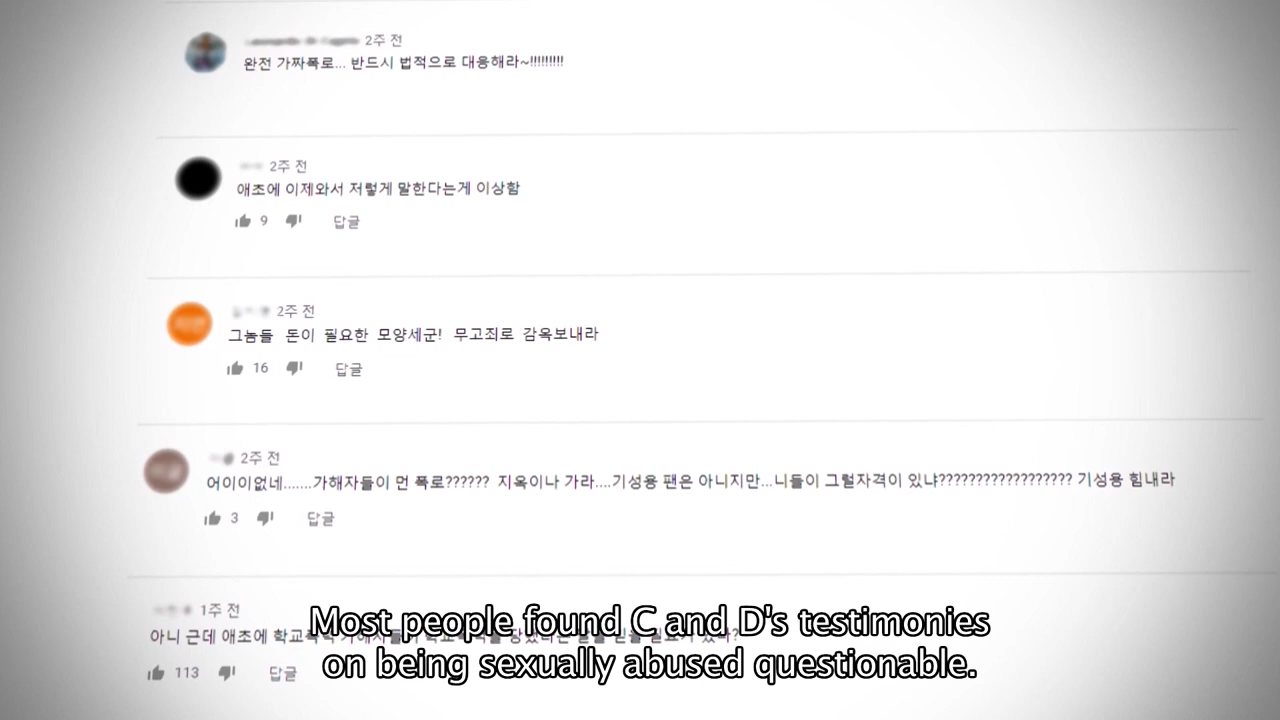 2주 전
완전 가짜폭로... 반드시 법적으로 대응해라~!!!!!!!!!
2주 전
애초에 이제와서 저렇게 말한다는게 이상함
9 답글
2주 전
그놈들 돈이 필요한 모양세군! 무고죄로 감옥보내라
16 답글
2주 전
어이이없네.......가해자들이 먼 폭로?????? 지옥이나 가라....기성용 팬은 아니지만...니들이 그럴자격이 있냐??????????????????? 기성용 힘내라
3 답글
1주 전
아니 근데 애초에
113 답글
Most people found C and D's testimonies
on being sexually abused questionable.